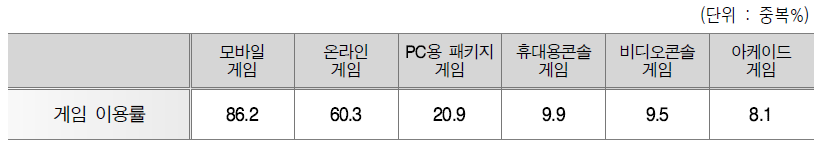 (단위 : 중복%)
모바일 게임 온라인 게임 PC용 패키지 게임 휴대용콘솔 게임 비디오콘솔 게임 아케이드 게임
게임 이용률 86.2 60.3 20.9 9.9 9.5 8.1